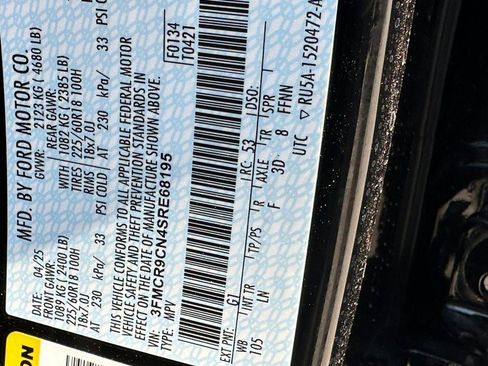 MFD. BY FORD MOTOR CO.
04/25 GVWR: 2123 KG ( 4680 LB)
FRONT GAWR: REAR GAWR:
1089 KG ( 2400 LB) 1082 KG ( 2385 LB)
225/60R18 100H TIRES 225/60R18 100H
18x7.0J RIMS 18x7.0J
AT 230 kPa/ 33 PSI COLD AT 230 kPa/ 33 PSI COLD
THIS VEHICLE CONFORMS TO ALL APPLICABLE FEDERAL MOTOR
VEHICLE SAFETY AND THEFT PREVENTION STANDARDS IN
EFFECT ON THE DATE OF MANUFACTURE SHOWN ABOVE.
VIN: 3FMCR9CN4SRE68195
TYPE: MPV
F0134
T0421
EXT PNT: G1 RC: 53 DSO:
WB INT TR TP/PS R AXLE TR SPR
105 LN F 3D 8 FFNN
UTC ▽ RU5A-1520472-A
ON